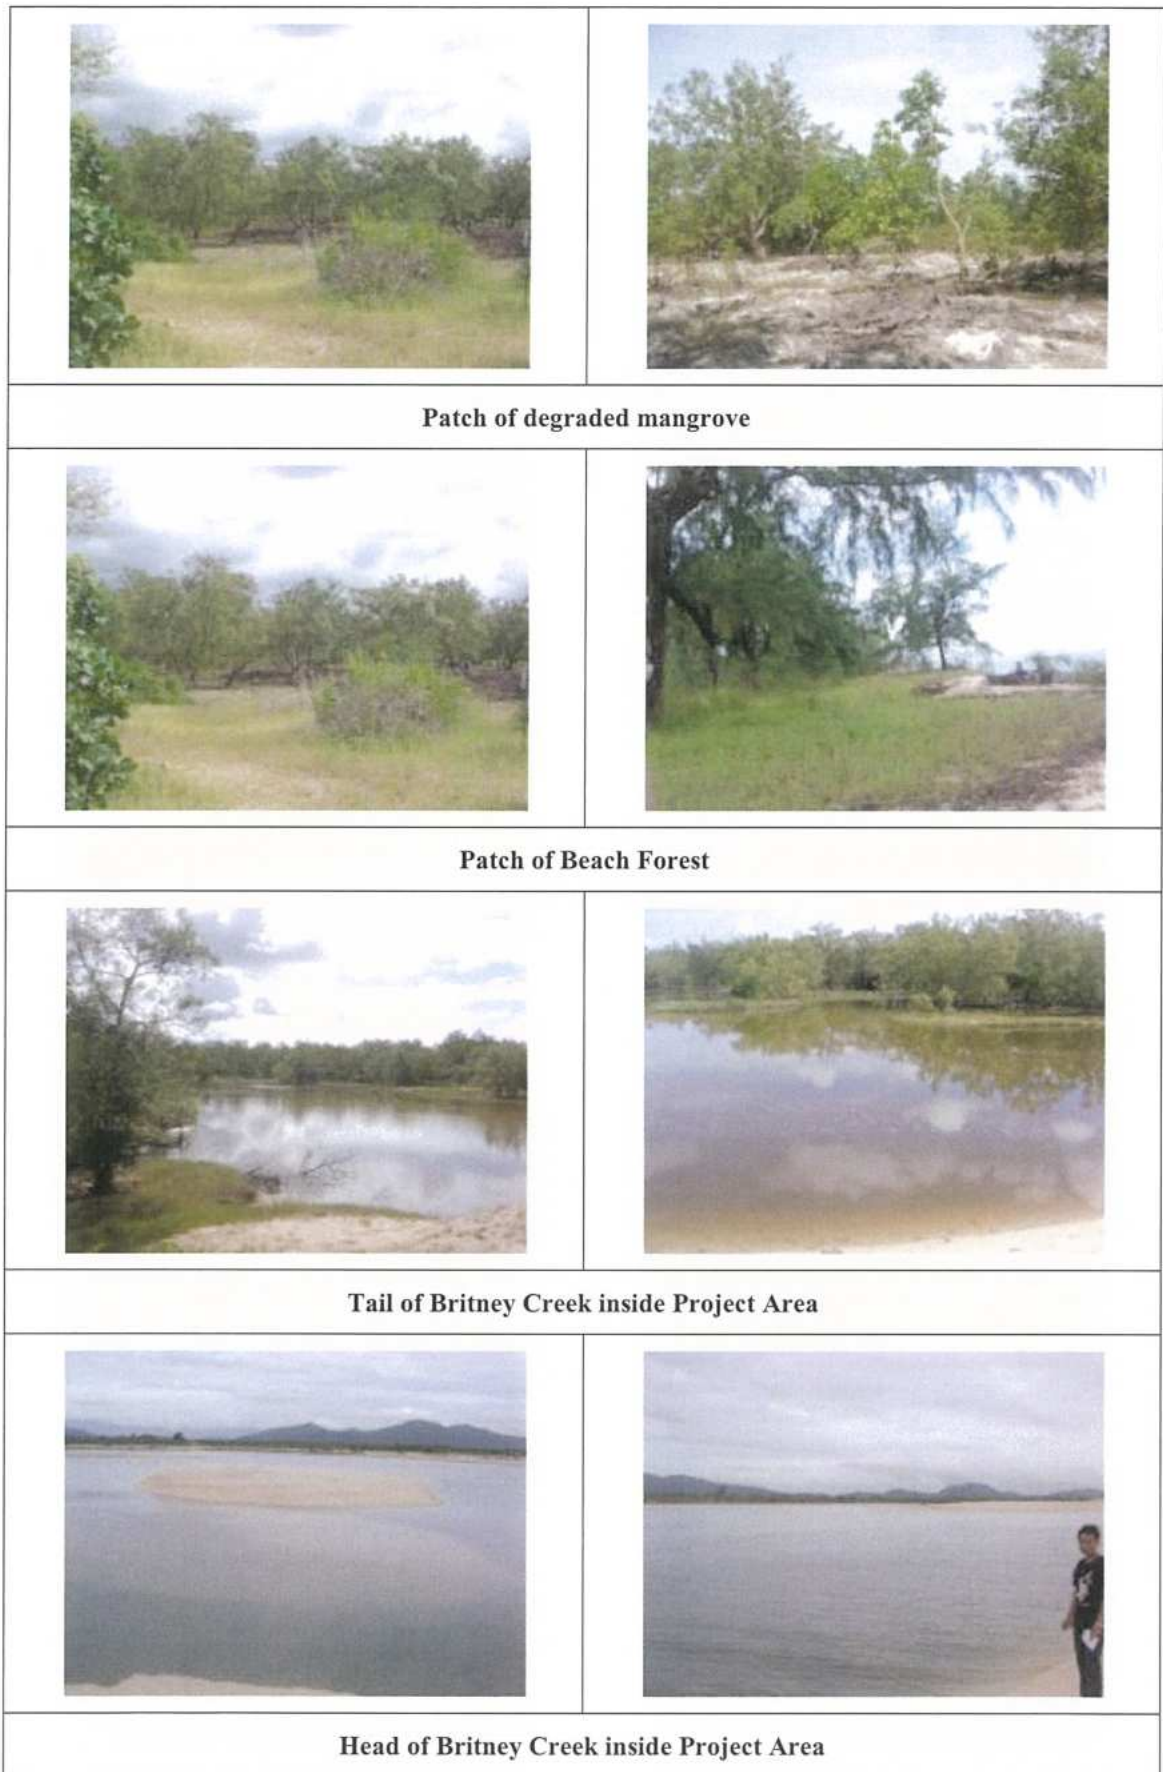 Patch of degraded mangrove
Patch of Beach Forest
Tail of Britney Creek inside Project Area
Head of Britney Creek inside Project Area